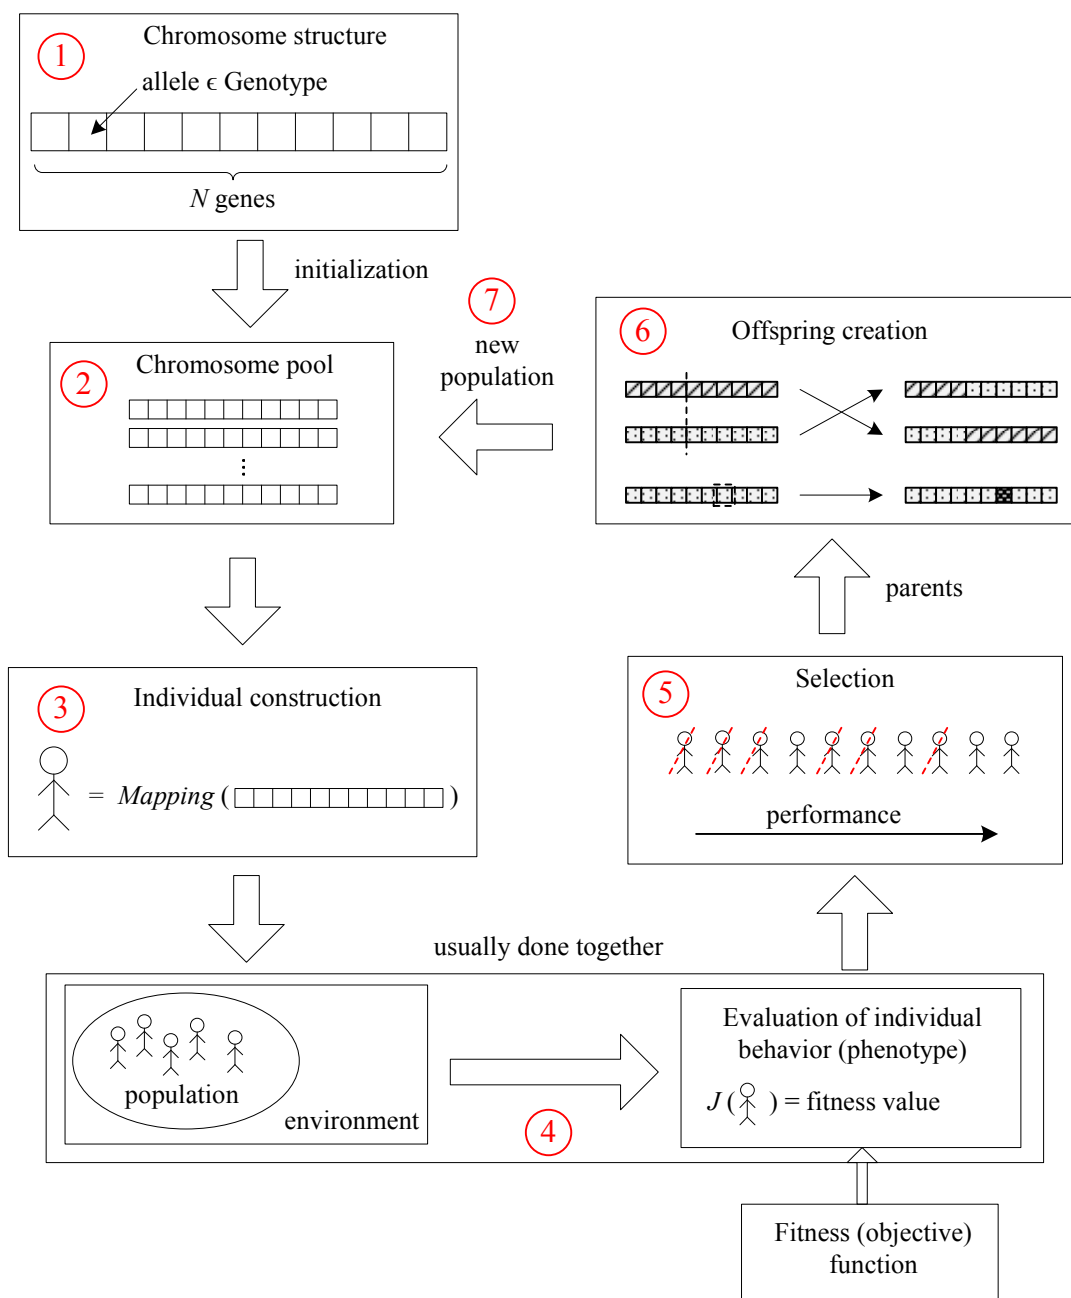 1
Chromosome structure
allele ϵ Genotype
N genes
initialization
2
Chromosome pool
3
Individual construction
= Mapping ( )
usually done together
population
environment
4
Evaluation of individual
behavior (phenotype)
J ( ) = fitness value
Fitness (objective)
function
5
Selection
performance
parents
6
Offspring creation
7
new
population